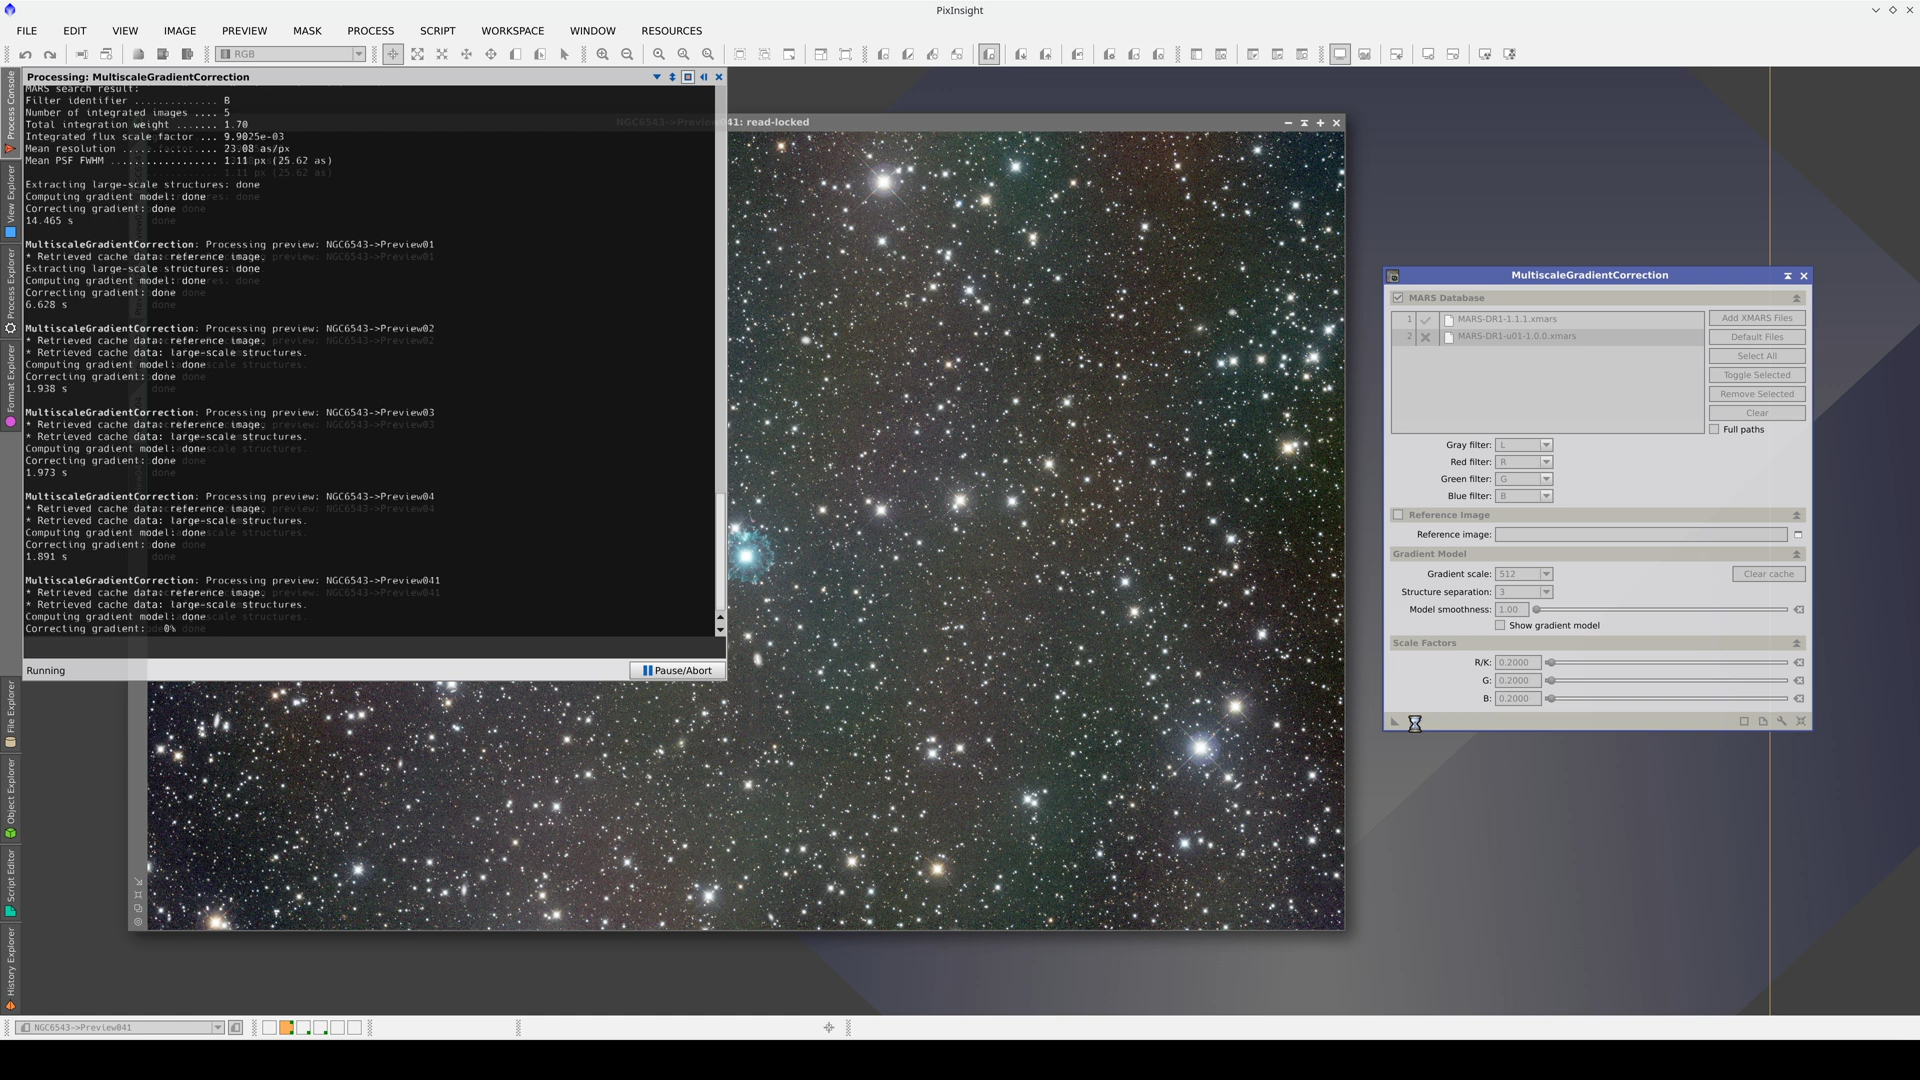 PixInsight
FILE EDIT VIEW IMAGE PREVIEW MASK PROCESS SCRIPT WORKSPACE WINDOW RESOURCES
RGB
Process Console
View Explorer
Process Explorer
Format Explorer
File Explorer
Object Explorer
Script Editor
History Explorer
Processing: MultiscaleGradientCorrection
MARS search result:
Filter identifier .............. B
Number of integrated images .... 5
Total integration weight ....... 1.70
Integrated flux scale factor ... 9.9025e-03
Mean resolution ................ 23.08 as/px
Mean PSF FWHM .................. 1.11 px (25.62 as)
Extracting large-scale structures: done
Computing gradient model: done
Correcting gradient: done
14.465 s
MultiscaleGradientCorrection: Processing preview: NGC6543->Preview01
* Retrieved cache data: reference image.
Extracting large-scale structures: done
Computing gradient model: done
Correcting gradient: done
6.628 s
MultiscaleGradientCorrection: Processing preview: NGC6543->Preview02
* Retrieved cache data: reference image.
* Retrieved cache data: large-scale structures.
Computing gradient model: done
Correcting gradient: done
1.938 s
MultiscaleGradientCorrection: Processing preview: NGC6543->Preview03
* Retrieved cache data: reference image.
* Retrieved cache data: large-scale structures.
Computing gradient model: done
Correcting gradient: done
1.973 s
MultiscaleGradientCorrection: Processing preview: NGC6543->Preview04
* Retrieved cache data: reference image.
* Retrieved cache data: large-scale structures.
Computing gradient model: done
Correcting gradient: done
1.891 s
MultiscaleGradientCorrection: Processing preview: NGC6543->Preview041
* Retrieved cache data: reference image.
* Retrieved cache data: large-scale structures.
Computing gradient model: done
Correcting gradient: 0%
Running
Pause/Abort
NGC6543->Preview041: read-locked
MultiscaleGradientCorrection
MARS Database
1 MARS-DR1-1.1.1.xmars
2 MARS-DR1-u01-1.0.0.xmars
Add XMARS Files
Default Files
Select All
Toggle Selected
Remove Selected
Clear
Full paths
Gray filter: L
Red filter: R
Green filter: G
Blue filter: B
Reference Image
Reference image:
Gradient Model
Gradient scale: 512 Clear cache
Structure separation: 3
Model smoothness: 1.00
Show gradient model
Scale Factors
R/K: 0.2000
G: 0.2000
B: 0.2000
NGC6543->Preview041